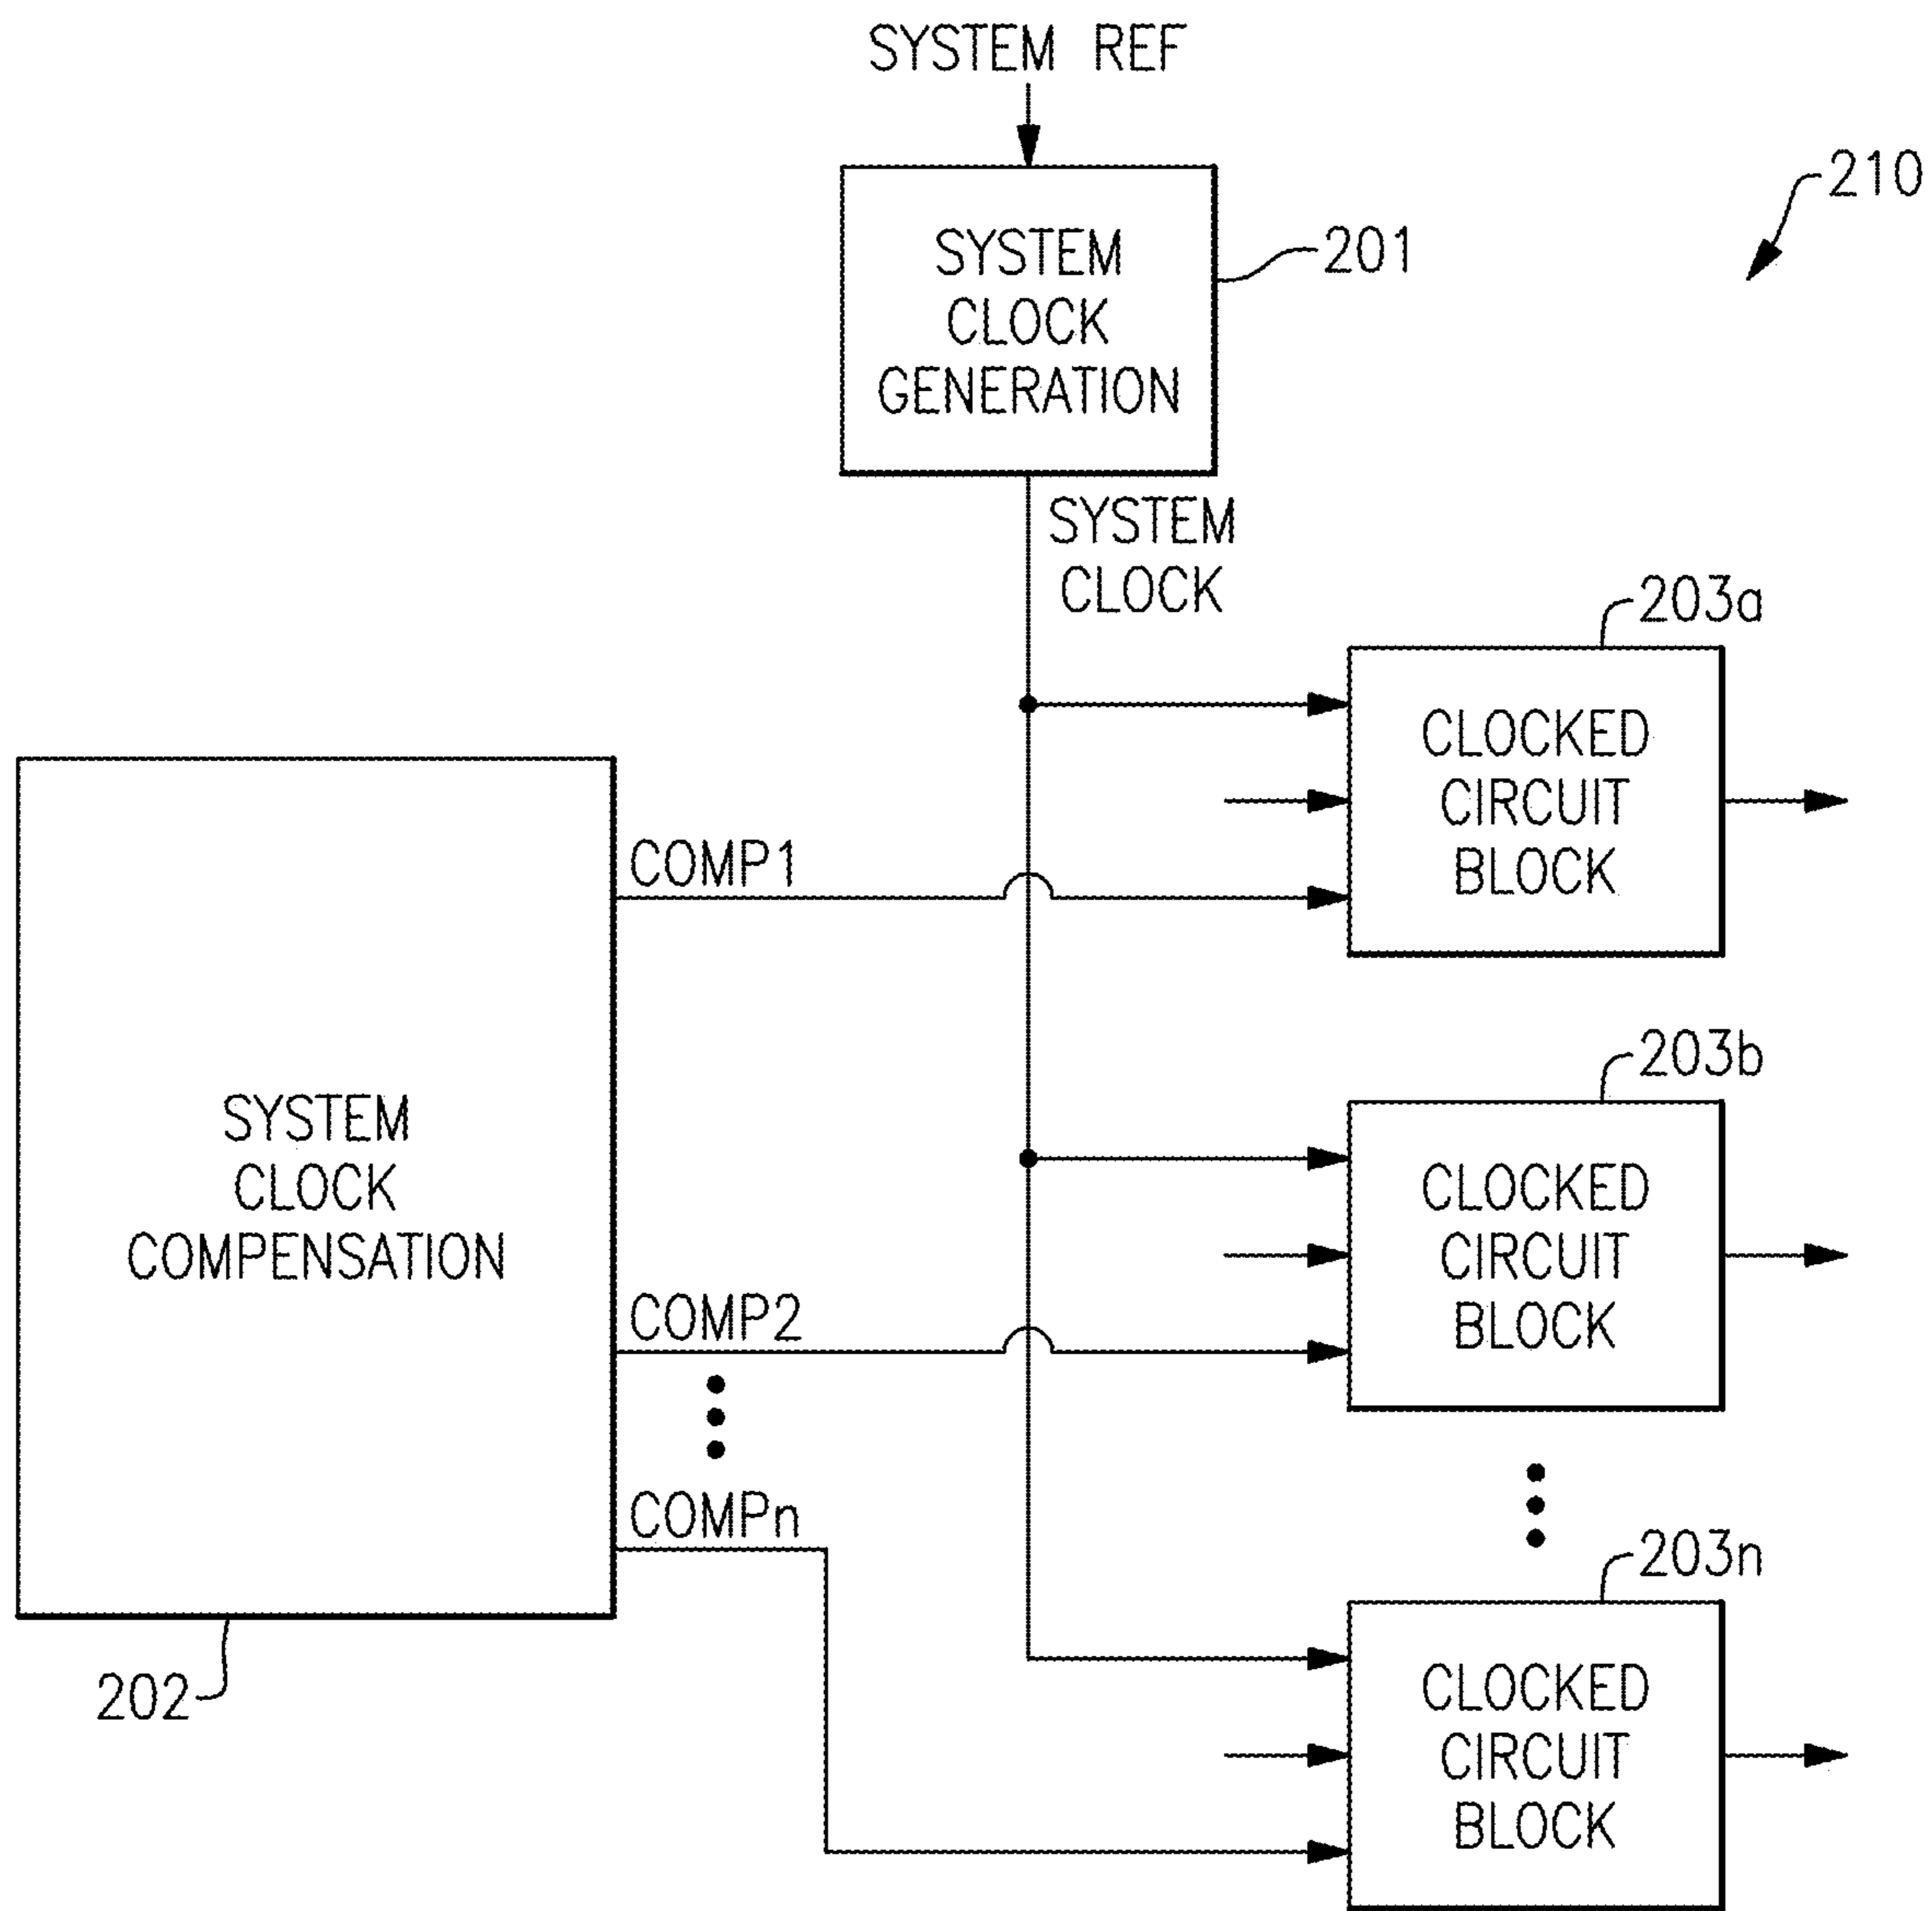 SYSTEM REF
210
SYSTEM
CLOCK
GENERATION
201
SYSTEM
CLOCK
203a
CLOCKED
CIRCUIT
BLOCK
COMP1
203b
CLOCKED
CIRCUIT
BLOCK
SYSTEM
CLOCK
COMPENSATION
COMP2
COMPn
203n
CLOCKED
CIRCUIT
BLOCK
202